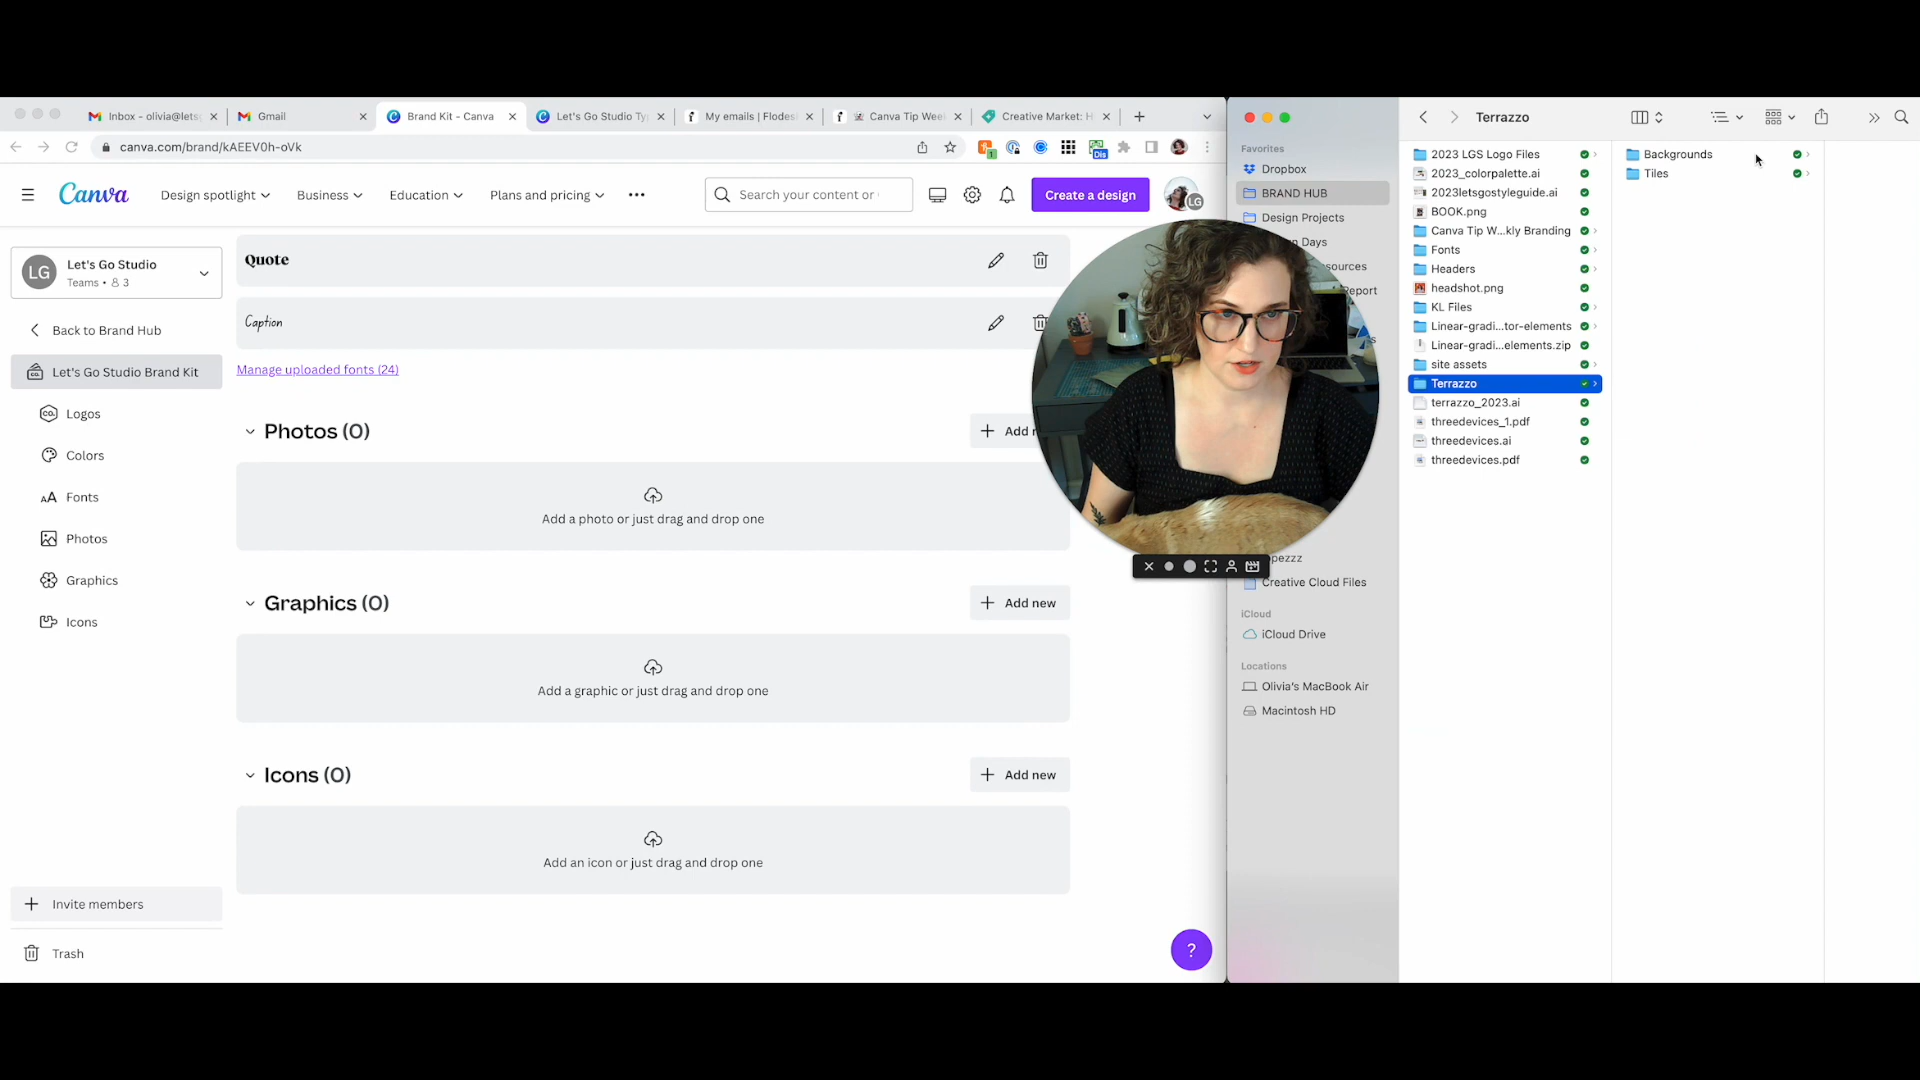 Inbox - olivia@lets
Gmail
Brand Kit - Canva
Let's Go Studio Ty
My emails | Flodes
Canva Tip Wee
Creative Market: H
canva.com/brand/kAEEV0h-oVk
Canva
Design spotlight
Business
Education
Plans and pricing
Search your content or
Create a design
LG
LG
Let's Go Studio
Teams • 3
Back to Brand Hub
Let's Go Studio Brand Kit
Logos
Colors
Fonts
Photos
Graphics
Icons
Invite members
Trash
Quote
Caption
Manage uploaded fonts (24)
Photos (0)
Add
Add a photo or just drag and drop one
Graphics (0)
Add new
Add a graphic or just drag and drop one
Icons (0)
Add new
Add an icon or just drag and drop one
?
Favorites
Dropbox
BRAND HUB
Design Projects
Days
Report
Creative Cloud Files
iCloud
iCloud Drive
Locations
Olivia's MacBook Air
Macintosh HD
Terrazzo
2023 LGS Logo Files
2023_colorpalette.ai
2023letsgostyleguide.ai
BOOK.png
Canva Tip W...kly Branding
Fonts
Headers
headshot.png
KL Files
Linear-gradi...tor-elements
Linear-gradi...elements.zip
site assets
Terrazzo
terrazzo_2023.ai
threedevices_1.pdf
threedevices.ai
threedevices.pdf
Backgrounds
Tiles